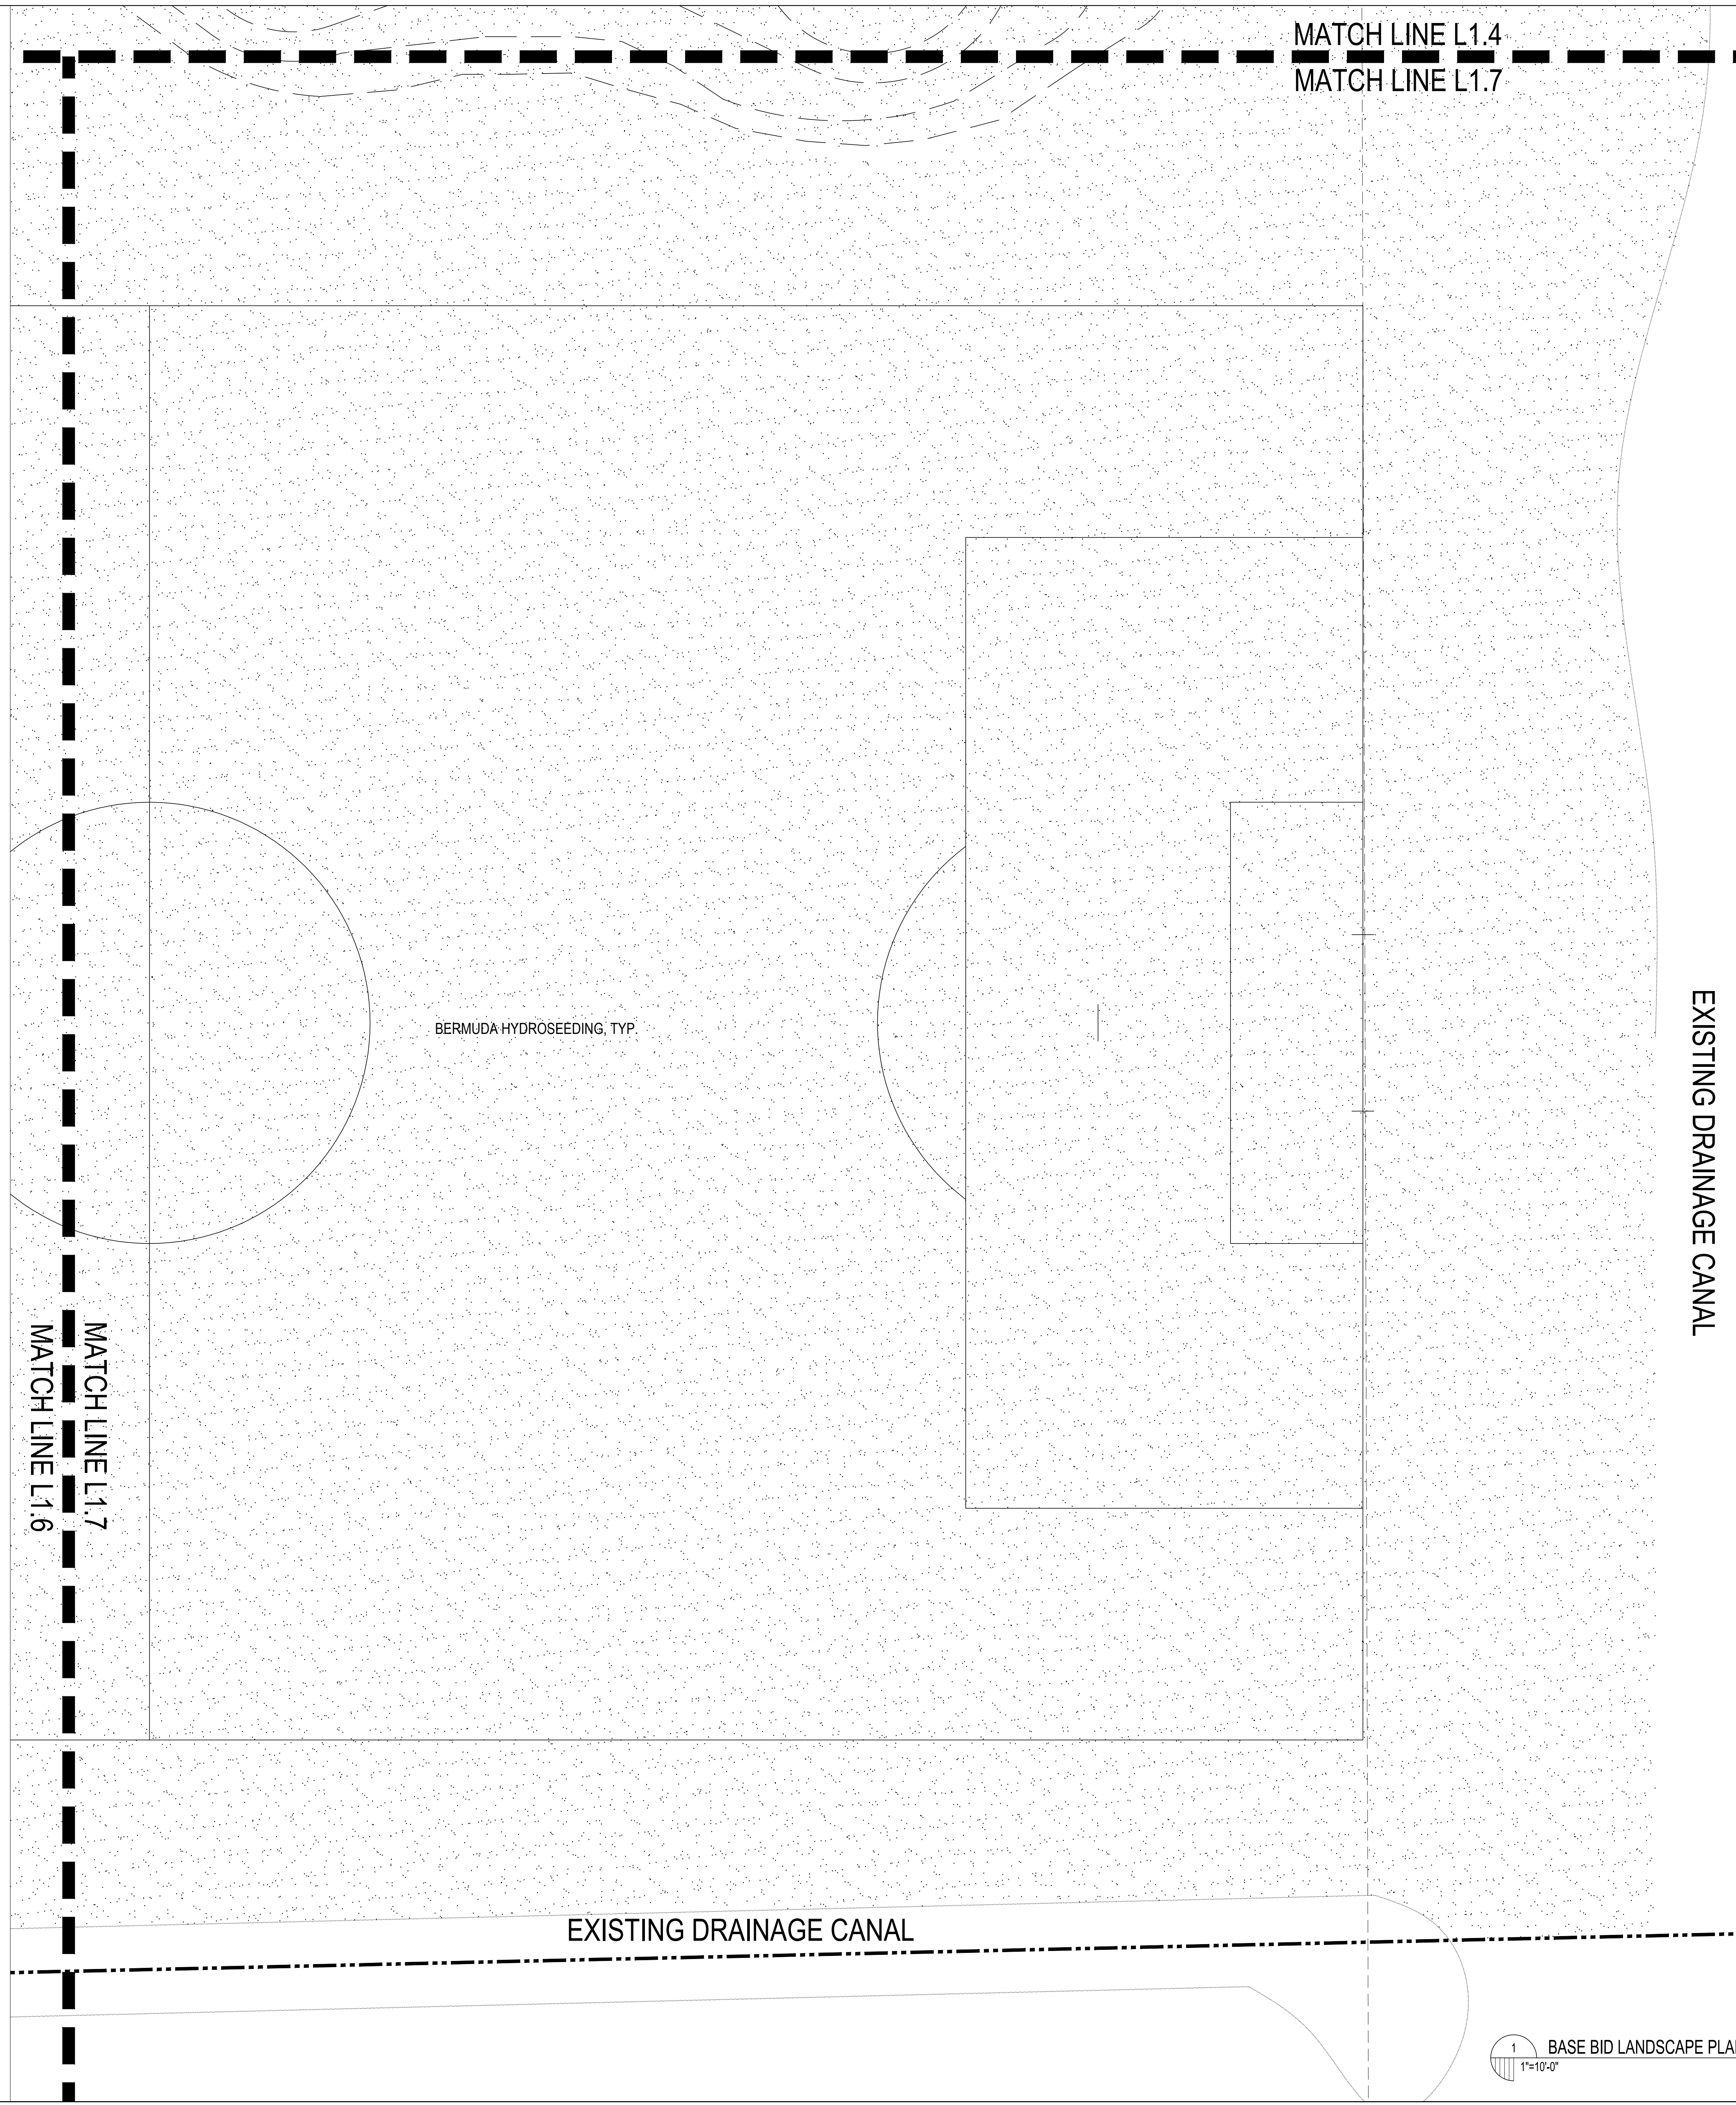 MATCH LINE L1.4
MATCH LINE L1.7
BERMUDA HYDROSEEDING, TYP.
EXISTING DRAINAGE CANAL
MATCH LINE L1.7
MATCH LINE L1.6
EXISTING DRAINAGE CANAL
1
BASE BID LANDSCAPE PLA
1"=10'-0"